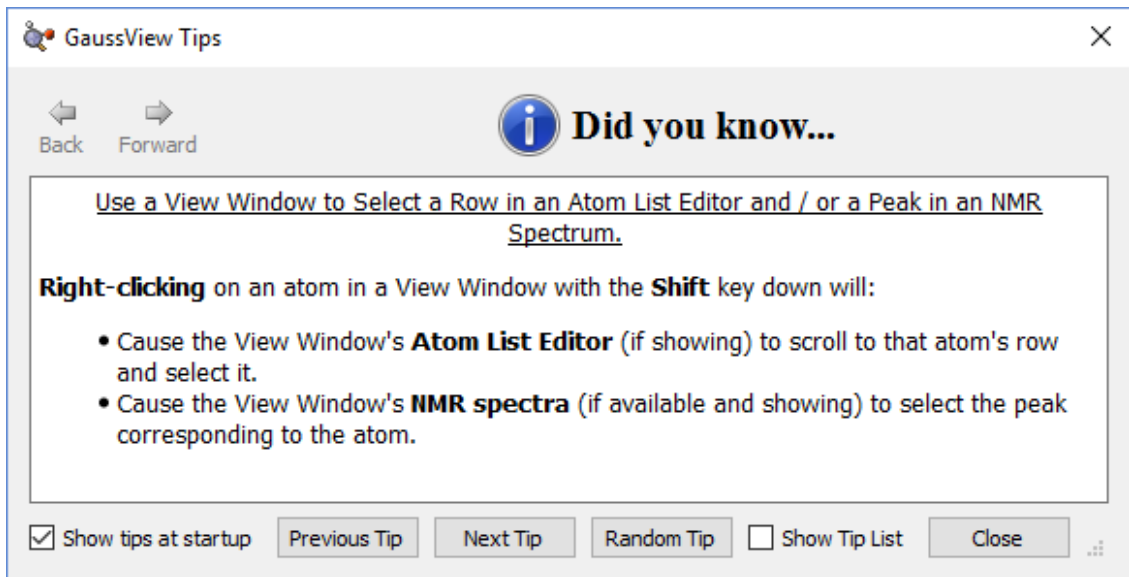 GaussView Tips
Back
Forward
Did you know...
Use a View Window to Select a Row in an Atom List Editor and / or a Peak in an NMR
Spectrum.
Right-clicking on an atom in a View Window with the Shift key down will:
• Cause the View Window's Atom List Editor (if showing) to scroll to that atom's row
and select it.
• Cause the View Window's NMR spectra (if available and showing) to select the peak
corresponding to the atom.
Show tips at startup
Previous Tip
Next Tip
Random Tip
Show Tip List
Close